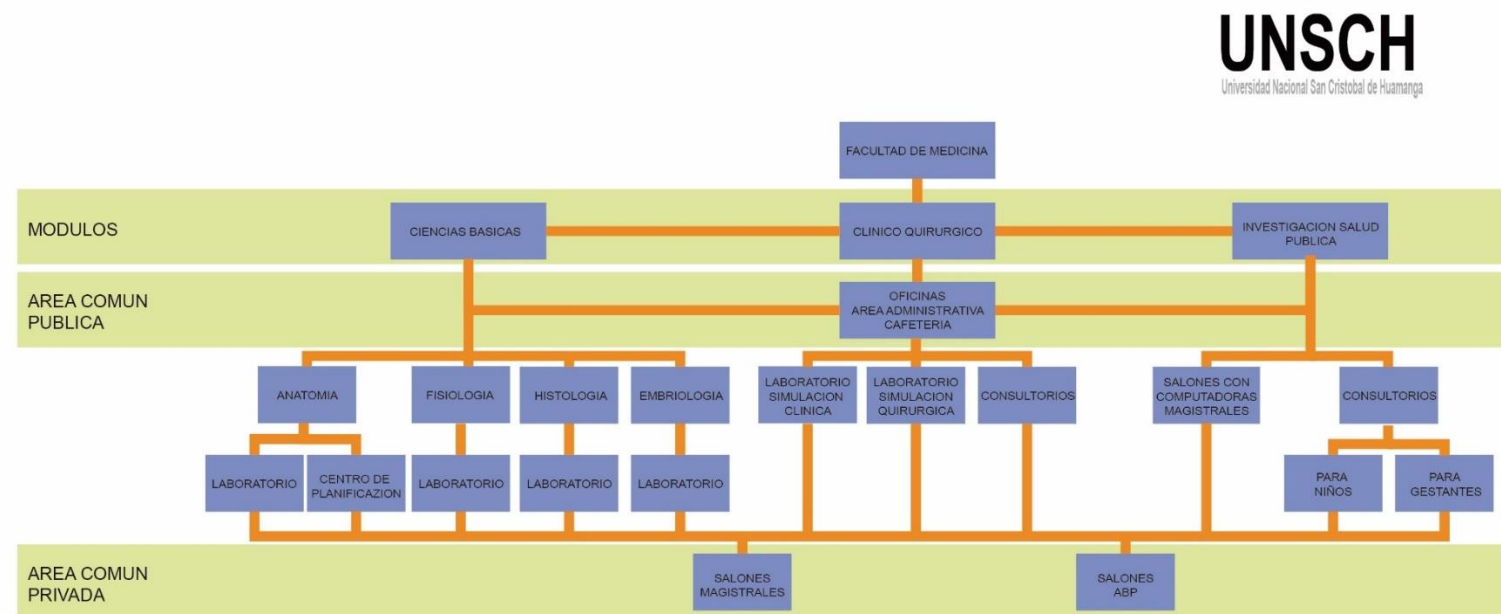 UNSCH
Universidad Nacional San Cristobal de Huamanga
FACULTAD DE MEDICINA
MODULOS
CIENCIAS BASICAS
CLINICO QUIRURGICO
INVESTIGACION SALUD
PUBLICA
AREA COMUN
PUBLICA
OFICINAS
AREA ADMINISTRATIVA
CAFETERIA
ANATOMIA
FISIOLOGIA
HISTOLOGIA
EMBRIOLOGIA
LABORATORIO
SIMULACION
CLINICA
LABORATORIO
SIMULACION
QUIRURGICA
CONSULTORIOS
SALONES CON
COMPUTADORAS
MAGISTRALES
CONSULTORIOS
LABORATORIO
CENTRO DE
PLANIFICAZION
LABORATORIO
LABORATORIO
LABORATORIO
PARA
NIÑOS
PARA
GESTANTES
AREA COMUN
PRIVADA
SALONES
MAGISTRALES
SALONES
ABP